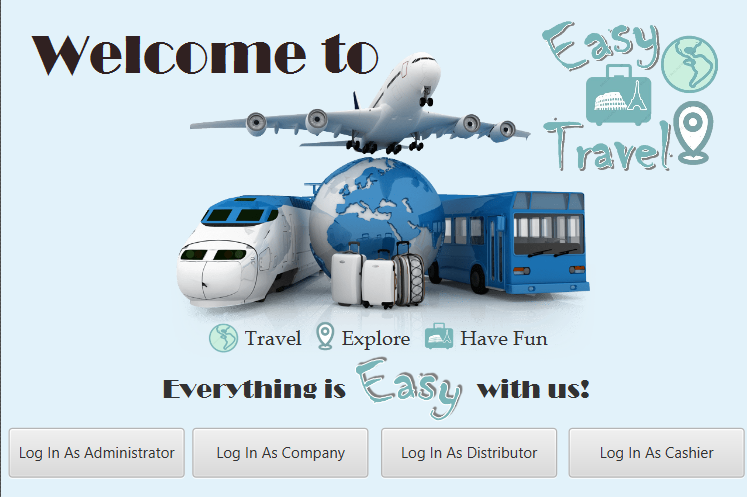 Welcome to
Easy
Travel
Travel Explore Have Fun
Everything is Easy with us!
Log In As Administrator Log In As Company Log In As Distributor Log In As Cashier